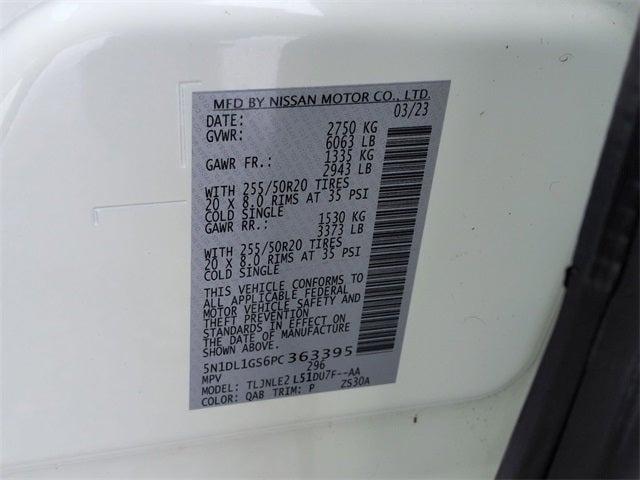 MFD BY NISSAN MOTOR CO., LTD.
DATE: 03/23
GVWR: 2750 KG
6063 LB
GAWR FR.: 1335 KG
2943 LB
WITH 255/50R20 TIRES
20 X 8.0 RIMS AT 35 PSI
COLD SINGLE
GAWR RR.: 1530 KG
3373 LB
WITH 255/50R20 TIRES
20 X 8.0 RIMS AT 35 PSI
COLD SINGLE
THIS VEHICLE CONFORMS TO
ALL APPLICABLE FEDERAL
MOTOR VEHICLE SAFETY AND
THEFT PREVENTION
STANDARDS IN EFFECT ON
THE DATE OF MANUFACTURE
SHOWN ABOVE.
5N1DL1GS6PC363395
MPV 296
MODEL: TLJNLE2 L51DU7F--AA
COLOR: QAB TRIM: P ZS30A